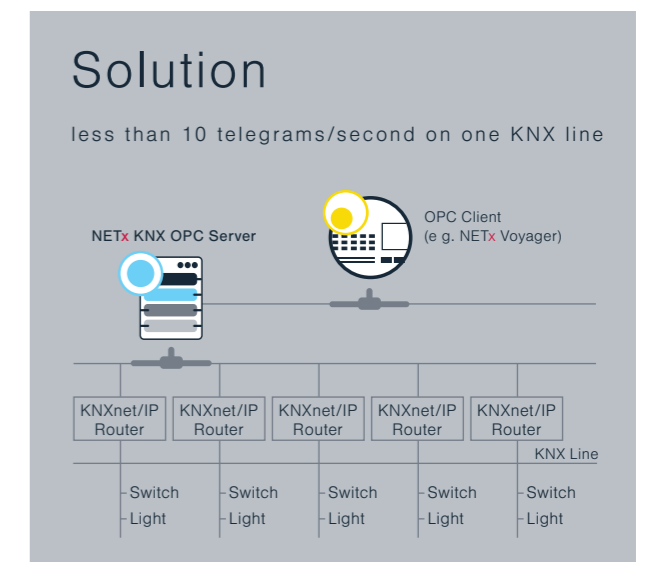 Solution
less than 10 telegrams/second on one KNX line
OPC Client
(e g. NETx Voyager)
NETx KNX OPC Server
KNXnet/IP
Router
KNXnet/IP
Router
KNXnet/IP
Router
KNXnet/IP
Router
KNXnet/IP
Router
KNX Line
Switch
Switch
Switch
Switch
Switch
Light
Light
Light
Light
Light